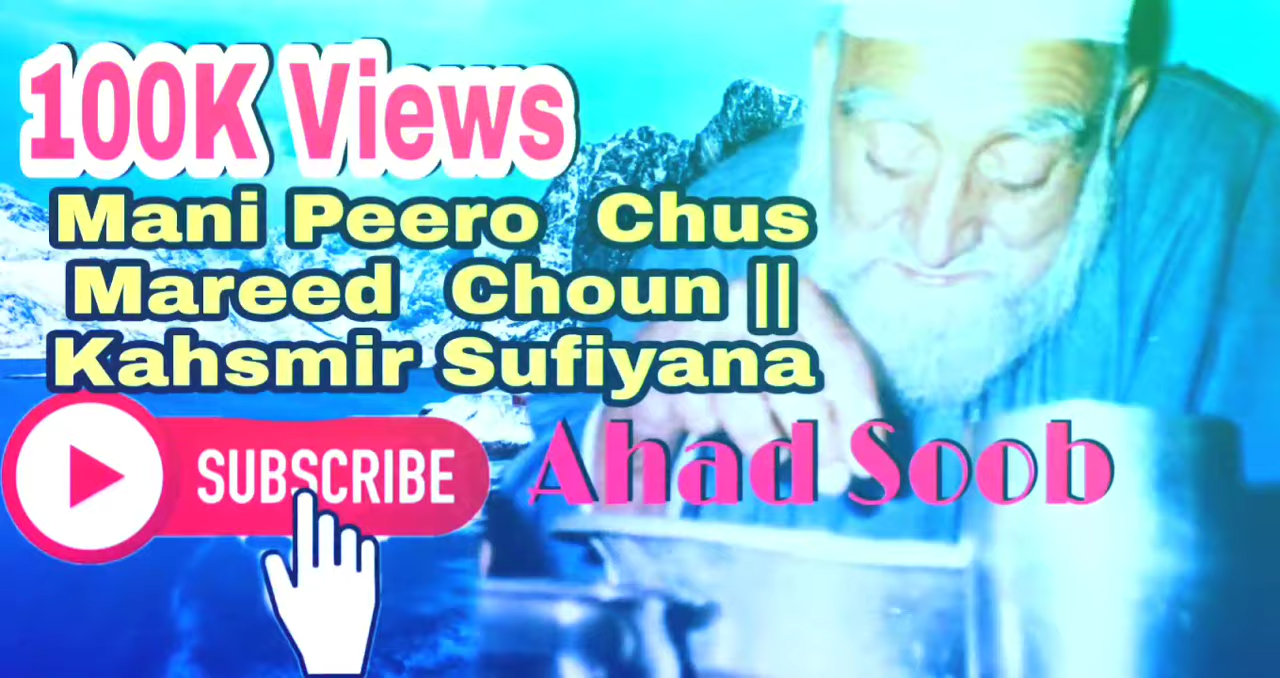 100K Views
Mani Peero Chus
Mareed Choun ||
Kahsmir Sufiyana
SUBSCRIBE
Ahad Soob